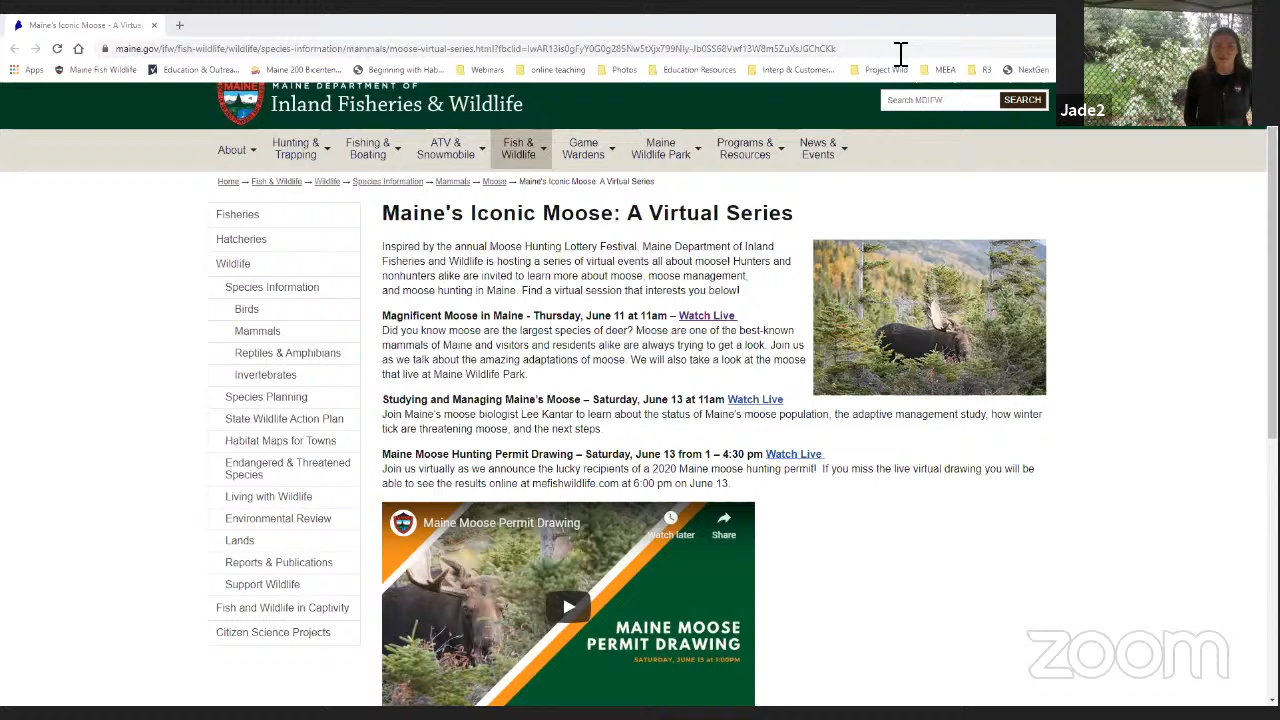 Maine's Iconic Moose - A Virtual
maine.gov/ifw/fish-wildlife/wildlife/species-information/mammals/moose-virtual-series.html
Apps Maine Fish Wildlife Education & Outrea... Maine 200 Bicenten... Beginning with Hab... Webinars online teaching Photos Education Resources Interp & Customer... Project Wild MEEA R3 NextGen
Jade2
MAINE DEPARTMENT OF
MAINE Inland Fisheries & Wildlife
Search MDIFW SEARCH
About Hunting & Trapping Fishing & Boating ATV & Snowmobile Fish & Wildlife Game Wardens Maine Wildlife Park Programs & Resources News & Events
Home → Fish & Wildlife → Wildlife → Species Information → Mammals → Moose → Maine's Iconic Moose: A Virtual Series
Fisheries
Hatcheries
Wildlife
Species Information
Birds
Mammals
Reptiles & Amphibians
Invertebrates
Species Planning
State Wildlife Action Plan
Habitat Maps for Towns
Endangered & Threatened
Species
Living with Wildlife
Environmental Review
Lands
Reports & Publications
Support Wildlife
Fish and Wildlife in Captivity
Citizen Science Projects
Maine's Iconic Moose: A Virtual Series
Inspired by the annual Moose Hunting Lottery Festival, Maine Department of Inland
Fisheries and Wildlife is hosting a series of virtual events all about moose! Hunters and
nonhunters alike are invited to learn more about moose, moose management,
and moose hunting in Maine. Find a virtual session that interests you below!
Magnificent Moose in Maine - Thursday, June 11 at 11am – Watch Live
Did you know moose are the largest species of deer? Moose are one of the best-known
mammals of Maine and visitors and residents alike are always trying to get a look. Join us
as we talk about the amazing adaptations of moose. We will also take a look at the moose
that live at Maine Wildlife Park.
Studying and Managing Maine's Moose – Saturday, June 13 at 11am Watch Live
Join Maine's moose biologist Lee Kantar to learn about the status of Maine's moose population, the adaptive management study, how winter
tick are threatening moose, and the next steps.
Maine Moose Hunting Permit Drawing – Saturday, June 13 from 1 – 4:30 pm Watch Live
Join us virtually as we announce the lucky recipients of a 2020 Maine moose hunting permit! If you miss the live virtual drawing you will be
able to see the results online at mefishwildlife.com at 6:00 pm on June 13.
Maine Moose Permit Drawing
Watch later Share
MAINE MOOSE
PERMIT DRAWING
SATURDAY, JUNE 13 at 1:00PM
zoom